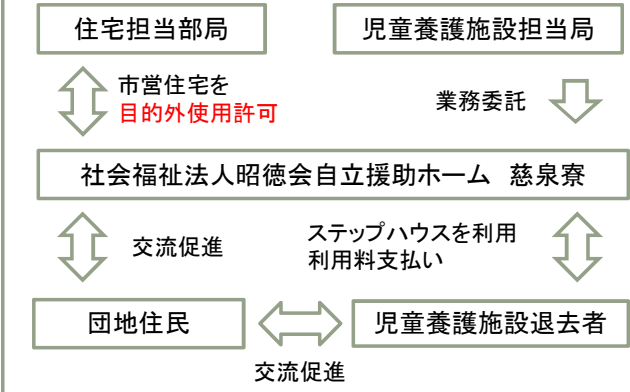 住宅担当部局
児童養護施設担当局
市営住宅を
目的外使用許可
業務委託
社会福祉法人昭徳会自立援助ホーム 慈泉寮
交流促進
ステップハウスを利用
利用料支払い
団地住民
児童養護施設退去者
交流促進